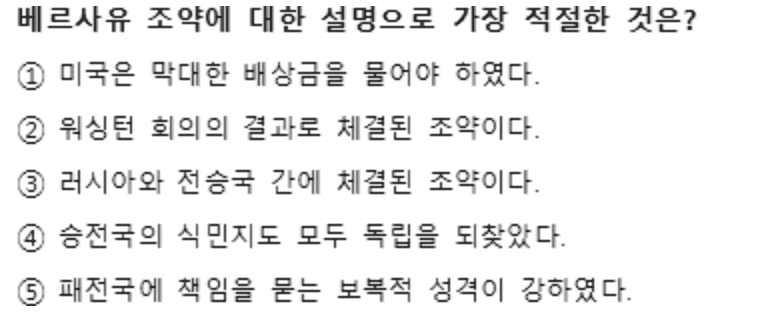 베르사유 조약에 대한 설명으로 가장 적절한 것은?
① 미국은 막대한 배상금을 물어야 하였다.
② 워싱턴 회의의 결과로 체결된 조약이다.
③ 러시아와 전승국 간에 체결된 조약이다.
④ 승전국의 식민지도 모두 독립을 되찾았다.
⑤ 패전국에 책임을 묻는 보복적 성격이 강하였다.